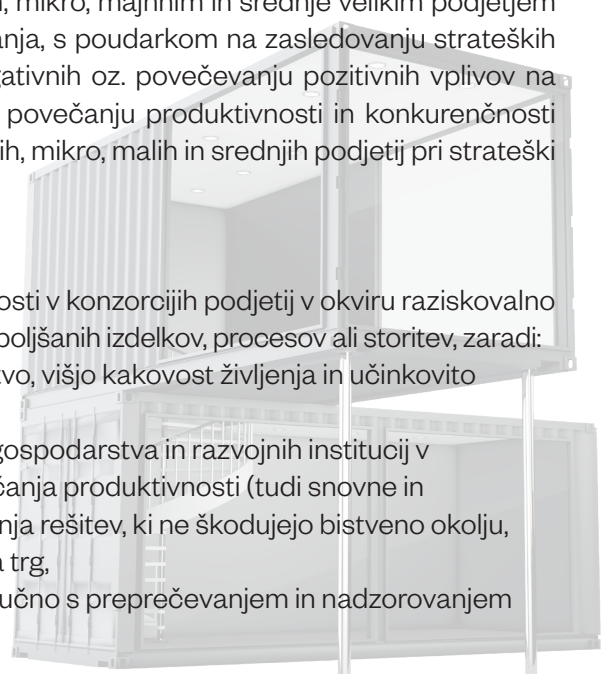 mikro, majhnim in srednje velikim podjetjem
anja, s poudarkom na zasledovanju strateških
gativnih oz. povečevanju pozitivnih vplivov na
povečanju produktivnosti in konkurenčnosti
ih, mikro, malih in srednjih podjetij pri strateški
osti v konzorcijih podjetij v okviru raziskovalno
boljšanih izdelkov, procesov ali storitev, zaradi:
tvo, višjo kakovost življenja in učinkovito
gospodarstva in razvojnih institucij v
čanja produktivnosti (tudi snovne in
nja rešitev, ki ne škodujejo bistveno okolju,
a trg,
učno s preprečevanjem in nadzorovanjem